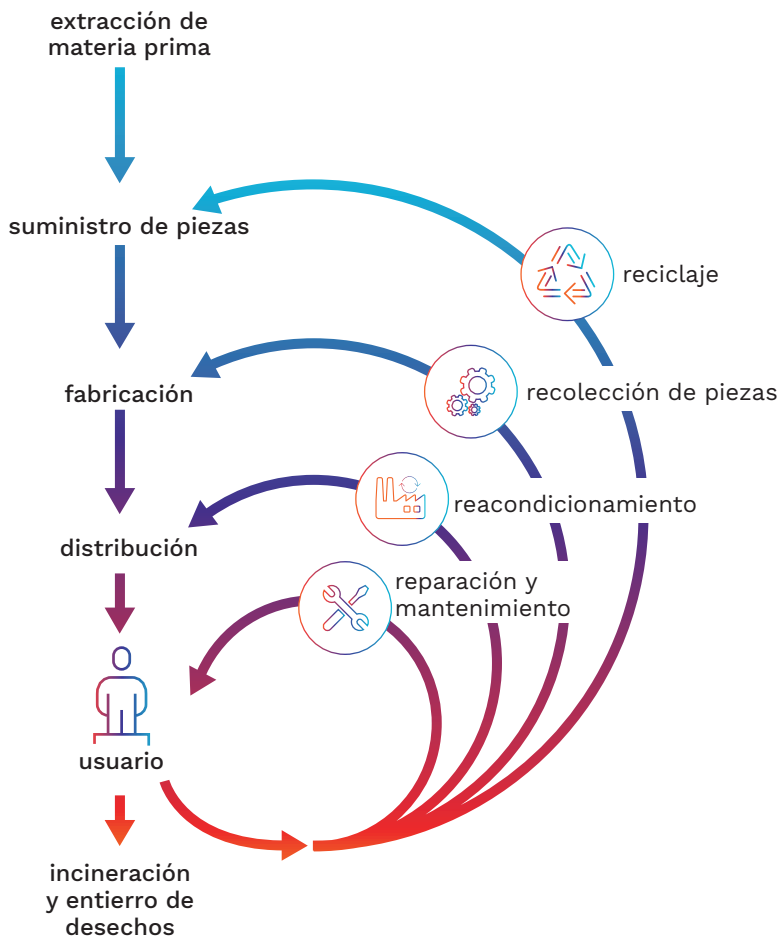 extracción de
materia prima
suministro de piezas
reciclaje
fabricación
recolección de piezas
reacondicionamiento
distribución
reparación y
mantenimiento
usuario
incineración
y entierro de
desechos